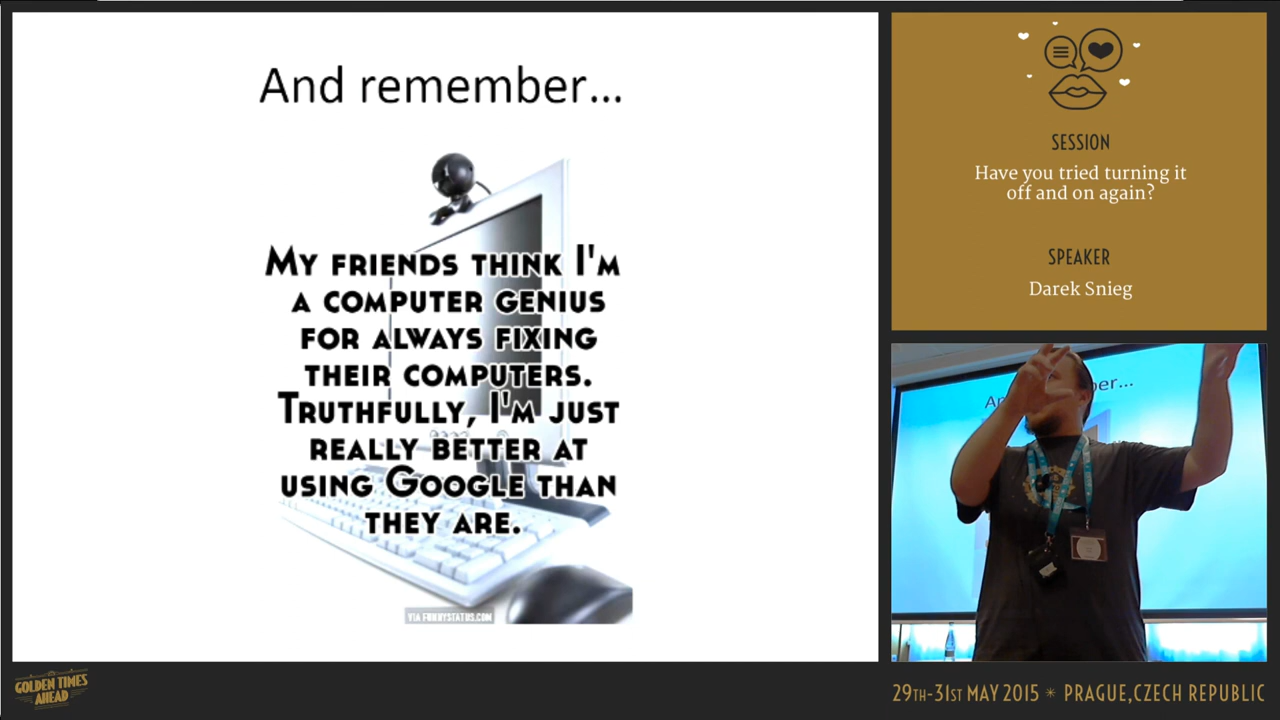 And remember...
My friends think I'm
a computer genius
for always fixing
their computers.
Truthfully, I'm just
really better at
using Google than
they are.
VIA FUNNYSTATUS.COM
SESSION
Have you tried turning it
off and on again?
SPEAKER
Darek Snieg
ber...
GOLDEN TIMES
AHEAD
29TH-31ST MAY 2015 * PRAGUE,CZECH REPUBLIC